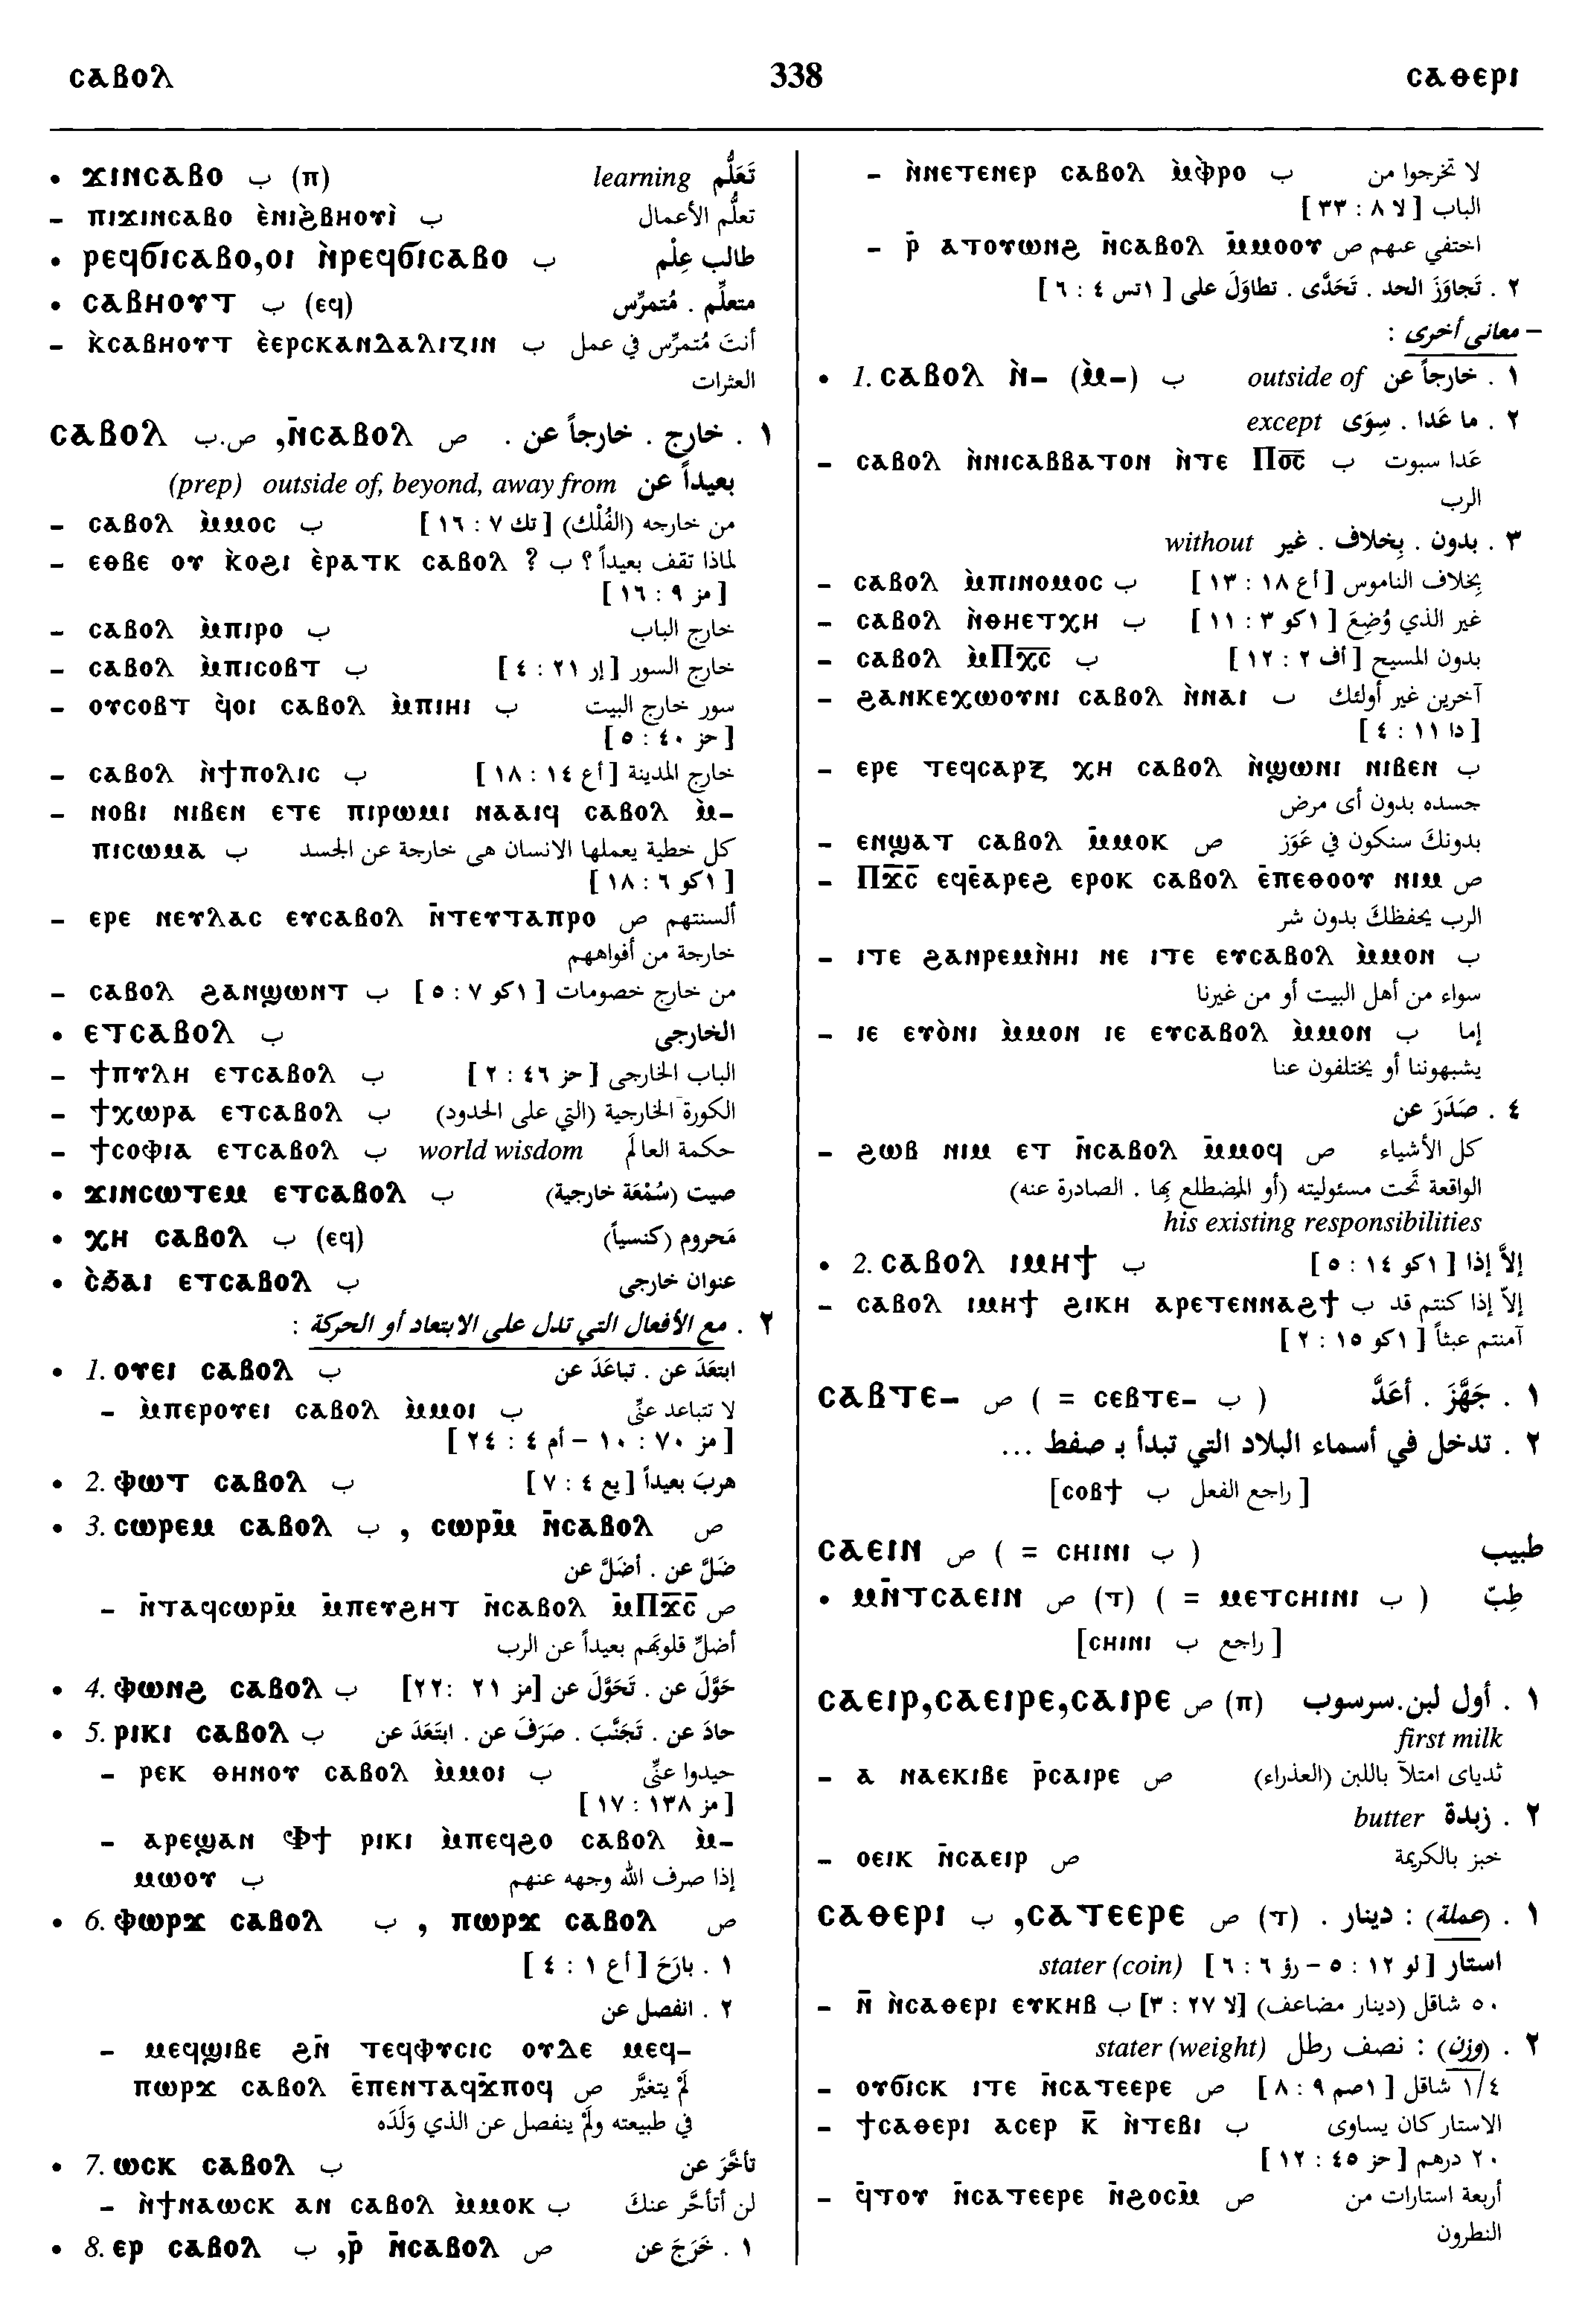 ⲥⲁⲃⲟⲗ 338 ⲥⲁⲑⲉⲣⲓ
• ϫⲓⲛⲥⲁⲃⲟ ب (ⲡ) learning تَعَلُّم
– ⲡⲓϫⲓⲛⲥⲁⲃⲟ ⲉ̀ⲛⲓϩⲃⲏⲟⲩⲓ̀ ب تعلُّم الأعمال
• ⲣⲉϥϭⲓⲥⲁⲃⲟ,ⲟⲓ ⲛ̀ⲣⲉϥϭⲓⲥⲁⲃⲟ ب طالب عِلْم
• ⲥⲁⲃⲏⲟⲩⲧ ب (ⲉϥ) متعلِّم . مُتمرِّس
– ⲕ̀ⲥⲁⲃⲏⲟⲩⲧ ⲉ̀ⲉⲣⲥⲕⲁⲛⲇⲁⲗⲓⲍⲓⲛ ب أنتَ مُتمرِّس في عمل
العثرات
ⲥⲁⲃⲟⲗ ص.ب ,ⲛ̄ⲥⲁⲃⲟⲗ ص ١ . خارج . خارجاً عن .
(prep) outside of, beyond, away from بعيداً عن
– ⲥⲁⲃⲟⲗ ⲙ̀ⲙⲟⲥ ب من خارجه (الفُلْك) [ تك ٧ : ١٦ ]
– ⲉⲑⲃⲉ ⲟⲩ ⲕ̀ⲟϩⲓ ⲉ̀ⲣⲁⲧⲕ ⲥⲁⲃⲟⲗ ? لماذا تقف بعيداً ؟ ب
[ مز ٩ : ١٦ ]
– ⲥⲁⲃⲟⲗ ⲙ̀ⲡⲓⲣⲟ ب خارج الباب
– ⲥⲁⲃⲟⲗ ⲙ̀ⲡⲓⲥⲟⲃⲧ ب خارج السور [ إر ٢١ : ٤ ]
– ⲟⲩⲥⲟⲃⲧ ϥ̀ⲟⲓ ⲥⲁⲃⲟⲗ ⲙ̀ⲡⲓⲏⲓ ب سور خارج البيت
[ حز ٤٠ : ٥ ]
– ⲥⲁⲃⲟⲗ ⲛ̀ϯⲡⲟⲗⲓⲥ ب خارج المدينة [ أع ١٤ : ١٨ ]
– ⲛⲟⲃⲓ ⲛⲓⲃⲉⲛ ⲉⲧⲉ ⲡⲓⲣⲱⲙⲓ ⲛⲁⲁⲓϥ ⲥⲁⲃⲟⲗ ⲙ̀–
ⲡⲓⲥⲱⲙⲁ ب كل خطية يعملها الانسان هى خارجة عن الجسد
[ ١كو ٦ : ١٨ ]
– ⲉⲣⲉ ⲛⲉⲩⲗⲁⲥ ⲉⲩⲥⲁⲃⲟⲗ ⲛ̄ⲧⲉⲩⲧⲁⲡⲣⲟ ص ألسنتهم
خارجة من أفواههم
– ⲥⲁⲃⲟⲗ ϩⲁⲛϣⲱⲛⲧ ب من خارج خصومات [ ١كو ٧ : ٥ ]
• ⲉⲧⲥⲁⲃⲟⲗ ب الخارجى
– ϯⲡⲩⲗⲏ ⲉⲧⲥⲁⲃⲟⲗ ب الباب الخارجى [ حز ٤٦ : ٢ ]
– ϯⲭⲱⲣⲁ ⲉⲧⲥⲁⲃⲟⲗ ب الكورة الخارجية (التي على الحدود)
– ϯⲥⲟⲫⲓⲁ ⲉⲧⲥⲁⲃⲟⲗ ب world wisdom حكمة العالَم
• ϫⲓⲛⲥⲱⲧⲉⲙ ⲉⲧⲥⲁⲃⲟⲗ ب صيت (سُمْعَة خارجية)
• ⲭⲏ ⲥⲁⲃⲟⲗ ب (ⲉϥ) مَحروم (كنسياً)
• ⲥ̀ϧⲁⲓ ⲉⲧⲥⲁⲃⲟⲗ ب عنوان خارجى
٢ . مع الأفعال التي تدل على الابتعاد أو الحركة :
• 1. ⲟⲩⲉⲓ ⲥⲁⲃⲟⲗ ب ابتعَدَ عن . تباعَدَ عن
– ⲙ̀ⲡⲉⲣⲟⲩⲉⲓ ⲥⲁⲃⲟⲗ ⲙ̀ⲙⲟⲓ ب لا تتباعد عنِّى
[ مز ٧٠ : ١٠ – أم ٤ : ٢٤ ]
• 2. ⲫⲱⲧ ⲥⲁⲃⲟⲗ ب هربَ بعيداً [ يع ٤ : ٧ ]
• 3. ⲥⲱⲣⲉⲙ ⲥⲁⲃⲟⲗ ب , ⲥⲱⲣⲙ̄ ⲛ̄ⲥⲁⲃⲟⲗ ص
ضَلَّ عن . أضَلَّ عن
– ⲛ̄ⲧⲁϥⲥⲱⲣⲙ̄ ⲙ̄ⲡⲉⲩϩⲏⲧ ⲛ̄ⲥⲁⲃⲟⲗ ⲙ̄Ⲡⲭ̄ⲥ̄ ص
أضلّ قلوبَهم بعيداً عن الرب
• 4. ⲫⲱⲛϩ ⲥⲁⲃⲟⲗ ب حَوَّلَ عن . تَحَوَّلَ عن [مز ٢١ :٢٢]
• 5. ⲣⲓⲕⲓ ⲥⲁⲃⲟⲗ ب حادَ عن . تَجَنَّبَ . صَرَفَ عن . ابتَعَدَ عن
– ⲣⲉⲕ ⲑⲏⲛⲟⲩ ⲥⲁⲃⲟⲗ ⲙ̀ⲙⲟⲓ ب حيدوا عنِّى
[ مز ١٣٨ : ١٧ ]
– ⲁⲣⲉϣⲁⲛ Ⲫϯ ⲣⲓⲕⲓ ⲙ̀ⲡⲉϥϩⲟ ⲥⲁⲃⲟⲗ ⲙ̀–
ⲙⲱⲟⲩ ب إذا صرف الله وجهه عنهم
• 6. ⲫⲱⲣϫ ⲥⲁⲃⲟⲗ ب , ⲡⲱⲣϫ ⲥⲁⲃⲟⲗ ص
١ . بارَحَ [ أع ١ : ٤ ]
٢ . انفصل عن
– ⲙⲉϥϣⲓⲃⲉ ϩⲛ̄ ⲧⲉϥⲫⲩⲥⲓⲥ ⲟⲩⲇⲉ ⲙⲉϥ–
ⲡⲱⲣϫ ⲥⲁⲃⲟⲗ ⲉ̄ⲡⲉⲛⲧⲁϥϫ̄ⲡⲟϥ ص لَمْ يتغيَّر
في طبيعته ولَمْ ينفصل عن الذي وَلَدَه
• 7. ⲱⲥⲕ ⲥⲁⲃⲟⲗ ب تأخَّرَ عن
– ⲛ̀ϯⲛⲁⲱⲥⲕ ⲁⲛ ⲥⲁⲃⲟⲗ ⲙ̀ⲙⲟⲕ ب لن أتأخَّر عنكَ
• 8. ⲉⲣ ⲥⲁⲃⲟⲗ ب ,ⲣ̄ ⲛ̄ⲥⲁⲃⲟⲗ ص ١ . خَرَجَ عن
– ⲛ̀ⲛⲉⲧⲉⲛⲉⲣ ⲥⲁⲃⲟⲗ ⲙ̀ⲫ̀ⲣⲟ ب لا تخرجوا من
الباب [ لا ٨ : ٣٣ ]
– ⲣ̄ ⲁⲧⲟⲩⲱⲛϩ ⲛ̄ⲥⲁⲃⲟⲗ ⲙ̄ⲙⲟⲟⲩ اختفي عنهم ص
٢ . تَجاوَزَ الحد . تَحَدَّى . تطاوَلَ على [ ١تس ٤ : ٦ ]
– معانى أخرى :
• 1. ⲥⲁⲃⲟⲗ ⲛ̀– (ⲙ̀–) ب outside of ١ . خارجاً عن
except ٢ . ما عَدا . سِوَى
– ⲥⲁⲃⲟⲗ ⲛ̀ⲛⲓⲥⲁⲃⲃⲁⲧⲟⲛ ⲛ̀ⲧⲉ Ⲡⲟ̄ⲥ̄ ب عَدا سبوت
الرب
without ٣ . بدون . بِخلاف . غير
– ⲥⲁⲃⲟⲗ ⲙ̀ⲡⲓⲛⲟⲙⲟⲥ ب بِخلاف الناموس [ أع ١٨ : ١٣ ]
– ⲥⲁⲃⲟⲗ ⲛ̀ⲑⲏⲉⲧⲭⲏ ب غير الذي وُضِعَ [ ١كو ٣ : ١١ ]
– ⲥⲁⲃⲟⲗ ⲙ̀Ⲡⲭ̄ⲥ̄ ب بدون المسيح [ أف ٢ : ١٢ ]
– ϩⲁⲛⲕⲉⲭⲱⲟⲩⲛⲓ ⲥⲁⲃⲟⲗ ⲛ̀ⲛⲁⲓ ب آخرين غير أولئك
[ دا ١١ : ٤ ]
– ⲉⲣⲉ ⲧⲉϥⲥⲁⲣⲝ ⲭⲏ ⲥⲁⲃⲟⲗ ⲛ̀ϣⲱⲛⲓ ⲛⲓⲃⲉⲛ ب
جسده بدون أى مرض
– ⲉⲛϣⲁⲧ ⲥⲁⲃⲟⲗ ⲙ̄ⲙⲟⲕ ص بدونكَ سنكون في عَوَز
– Ⲡⲭ̄ⲥ̄ ⲉϥⲉ̄ⲁⲣⲉϩ ⲉⲣⲟⲕ ⲥⲁⲃⲟⲗ ⲉ̄ⲡⲉⲑⲟⲟⲩ ⲛⲓⲙ ص
الرب يحفظكَ بدون شر
– ⲓⲧⲉ ϩⲁⲛⲣⲉⲙⲛ̀ⲏⲓ ⲛⲉ ⲓⲧⲉ ⲉⲩⲥⲁⲃⲟⲗ ⲙ̀ⲙⲟⲛ ب
سواء من أهل البيت أو من غيرنا
– ⲓⲉ ⲉⲩⲟ̀ⲛⲓ ⲙ̀ⲙⲟⲛ ⲓⲉ ⲉⲩⲥⲁⲃⲟⲗ ⲙ̀ⲙⲟⲛ ب إما
يشبهوننا أو يختلفون عنا
٤ . صَدَرَ عن
– ϩⲱⲃ ⲛⲓⲙ ⲉⲧ ⲛ̄ⲥⲁⲃⲟⲗ ⲙ̄ⲙⲟϥ ص كل الأشياء
الواقعة تَحت مسئوليته (أو المضطلع بِها . الصادرة عنه)
his existing responsibilities
• 2. ⲥⲁⲃⲟⲗ ⲓⲙⲏϯ ب إلاَّ إذا [ ١كو ١٤ : ٥ ]
– ⲥⲁⲃⲟⲗ ⲓⲙⲏϯ ϩⲓⲕⲏ ⲁⲣⲉⲧⲉⲛⲛⲁϩϯ ب إلاّ إذا كنتم قد
آمنتم عبثاً [ ١كو ١٥ : ٢ ]
ⲥⲁⲃⲧⲉ– ص ( = ⲥⲉⲃⲧⲉ– ب ) ١ . جَهَّزَ . أعَدَّ
٢ . تدخل في أسماء البلاد التي تبدأ بـ صفط ...
[ⲥⲟⲃϯ راجع الفعل ب ]
ⲥⲁⲉⲓⲛ ص ( = ⲥⲏⲓⲛⲓ ب ) طبيب
• ⲙⲛ̄ⲧⲥⲁⲉⲓⲛ ص (ⲧ) ( = ⲙⲉⲧⲥⲏⲓⲛⲓ ب ) طِبّ
[ⲥⲏⲓⲛⲓ راجع ب ]
ⲥⲁⲉⲓⲣ,ⲥⲁⲉⲓⲣⲉ,ⲥⲁⲓⲣⲉ ص (ⲡ) ١ . أول لبن.سرسوب
first milk
– ⲁ ⲛⲁⲉⲕⲓⲃⲉ ⲣ̄ⲥⲁⲓⲣⲉ ص ثدياى امتلآ باللبن (العذراء)
butter ٢ . زبدة
– ⲟⲉⲓⲕ ⲛ̄ⲥⲁⲉⲓⲣ ص خبز بالكريمة
ⲥⲁⲑⲉⲣⲓ ب ,ⲥⲁⲧⲉⲉⲣⲉ ص (ⲧ) ١ . (عملة) : دينار .
stater (coin) استار [ لو ١٢ : ٥ – رؤ ٦ : ٦ ]
– ⲛ̄ ⲛ̀ⲥⲁⲑⲉⲣⲓ ⲉⲩⲕⲏⲃ ب ٥٠ شاقل (دينار مضاعف) [لا ٢٧ : ٣]
stater (weight) ٢ . (وزن) : نصف رطل
– ⲟⲩϭⲓⲥⲕ ⲓⲧⲉ ⲛ̄ⲥⲁⲧⲉⲉⲣⲉ ص ١/٤ شاقل [ ١صم ٩ : ٨ ]
– ϯⲥⲁⲑⲉⲣⲓ ⲁⲥⲉⲣ ⲕ̄ ⲛ̀ⲧⲉⲃⲓ ب الاستار كان يساوى
٢٠ درهم [ حز ٤٥ : ١٢ ]
– ϥ̄ⲧⲟⲩ ⲛ̄ⲥⲁⲧⲉⲉⲣⲉ ⲛ̄ϩⲟⲥⲙ̄ ص أربعة استارات من
النطرون